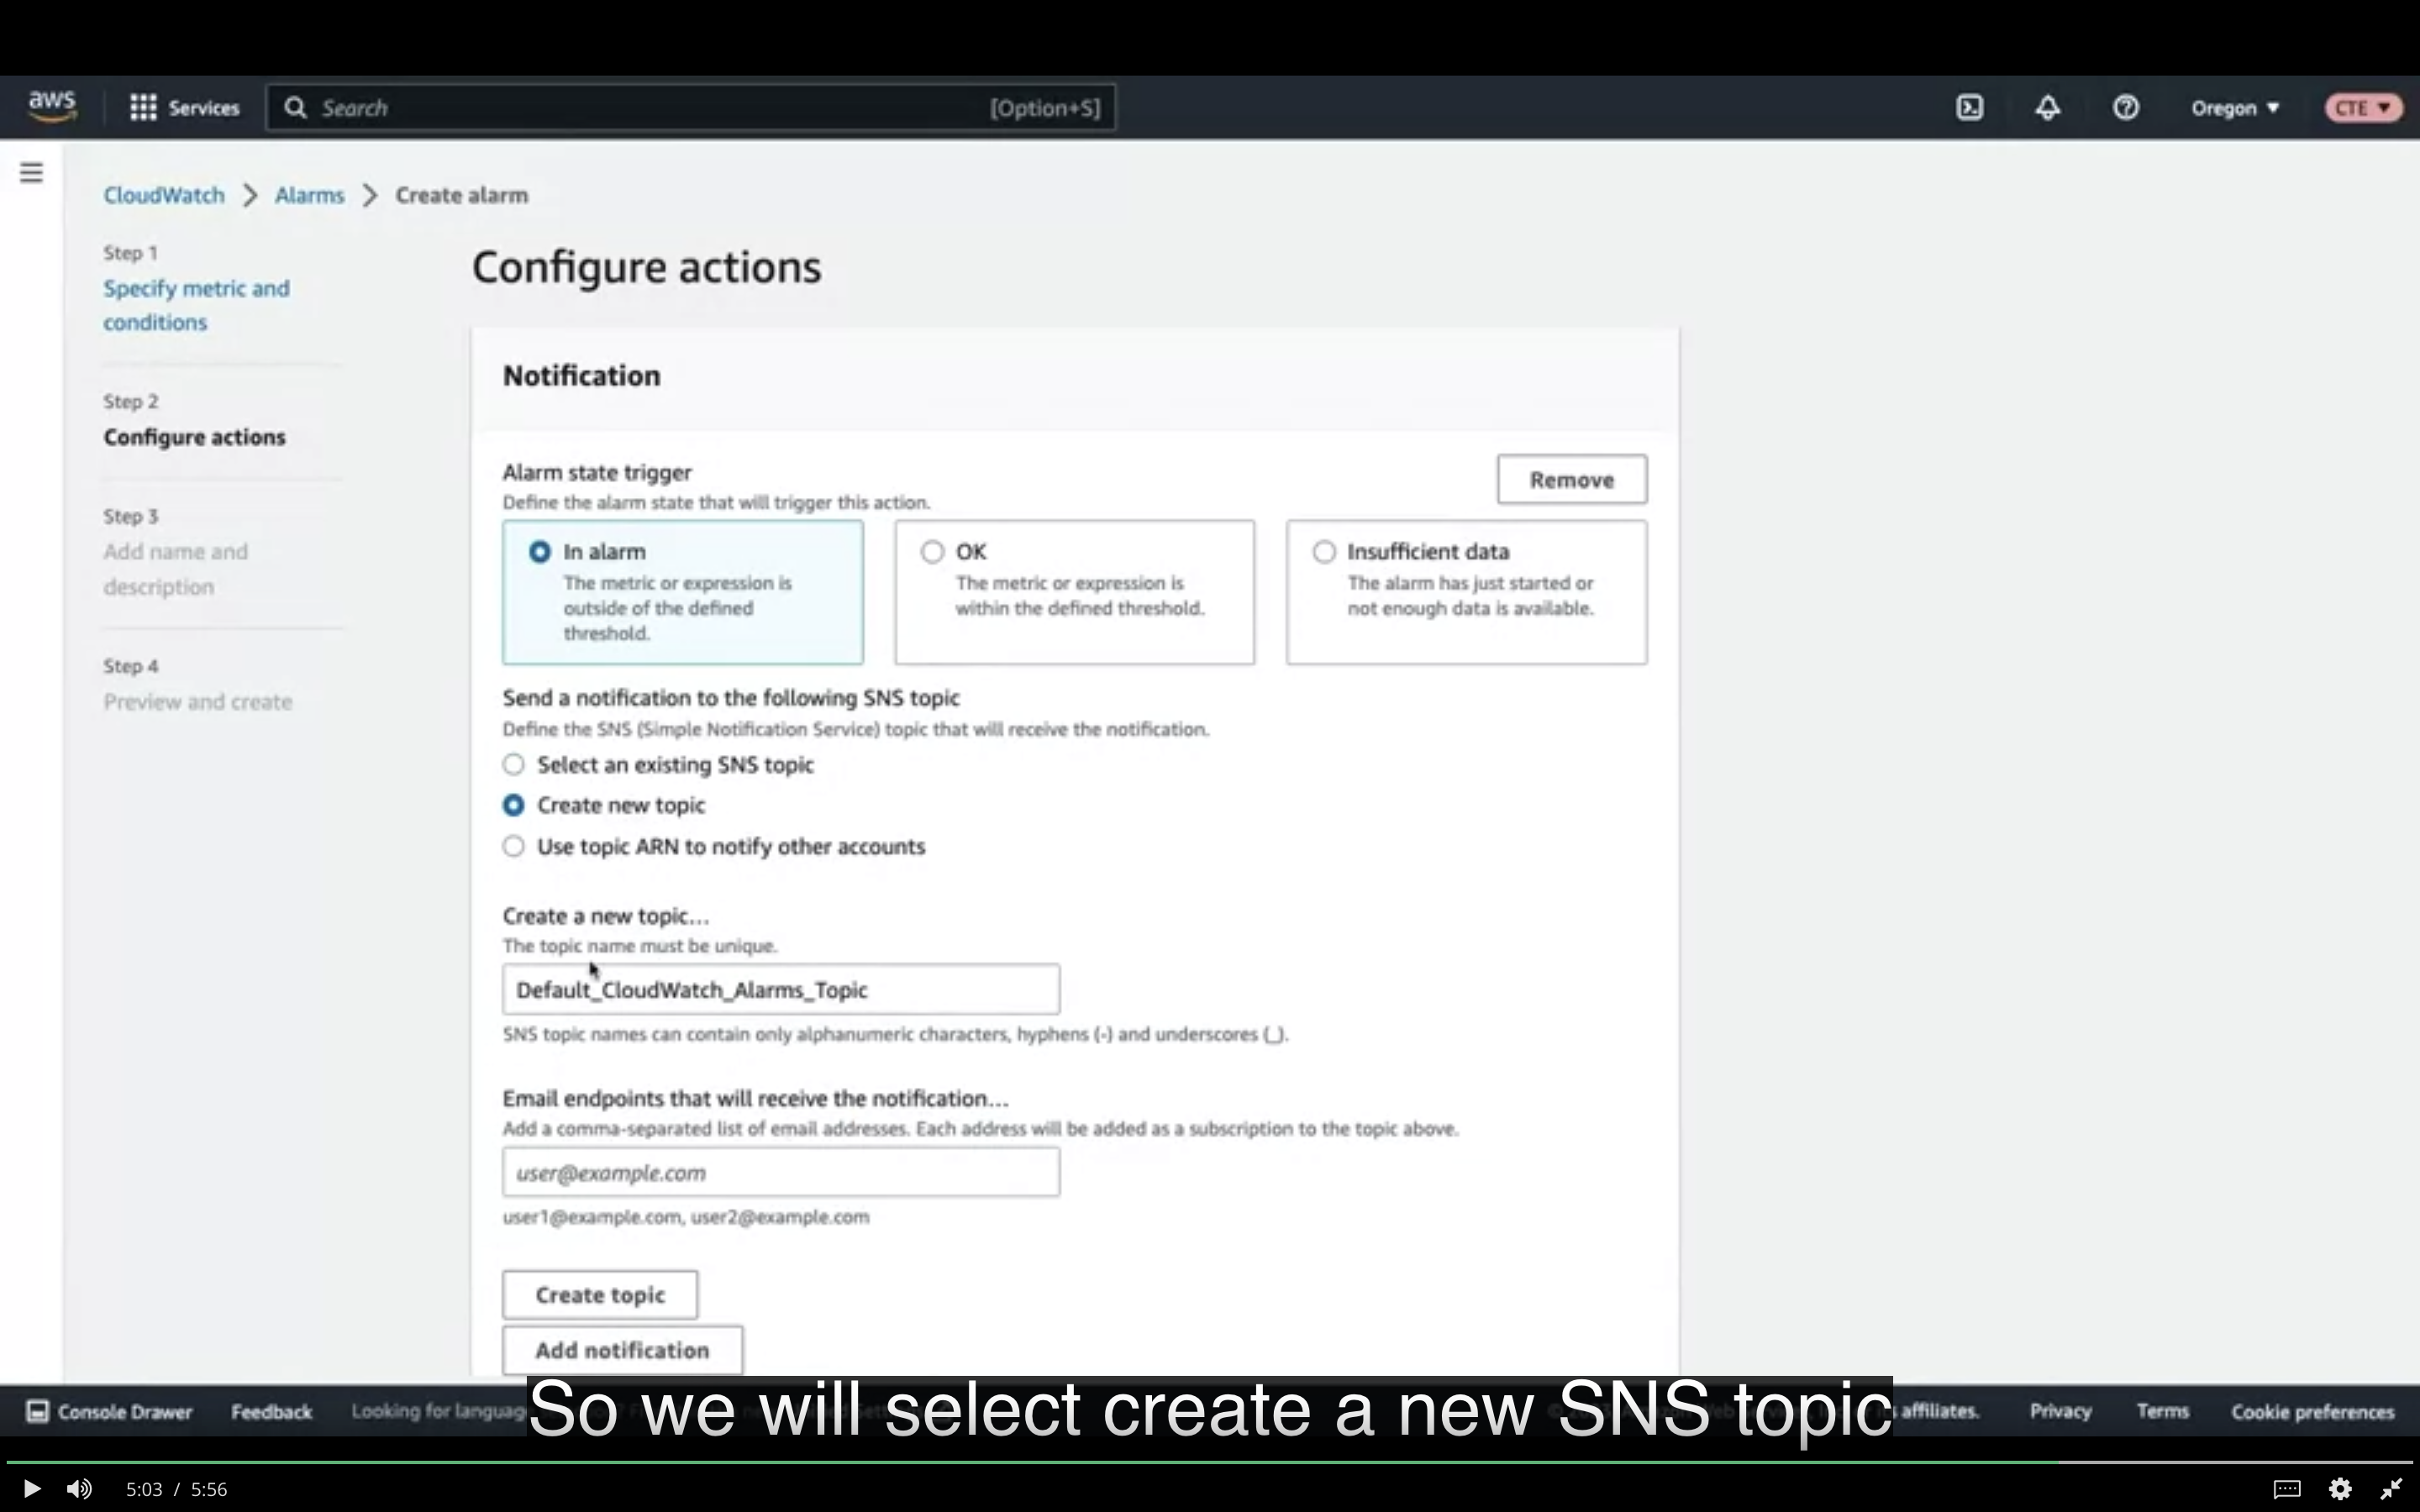 aws
Services
Search
[Option+S]
Oregon
CTE
CloudWatch > Alarms > Create alarm
Step 1
Specify metric and
conditions
Step 2
Configure actions
Step 3
Add name and
description
Step 4
Preview and create
Configure actions
Notification
Alarm state trigger
Define the alarm state that will trigger this action.
Remove
In alarm
The metric or expression is
outside of the defined
threshold.
OK
The metric or expression is
within the defined threshold.
Insufficient data
The alarm has just started or
not enough data is available.
Send a notification to the following SNS topic
Define the SNS (Simple Notification Service) topic that will receive the notification.
Select an existing SNS topic
Create new topic
Use topic ARN to notify other accounts
Create a new topic...
The topic name must be unique.
Default_CloudWatch_Alarms_Topic
SNS topic names can contain only alphanumeric characters, hyphens (-) and underscores (_).
Email endpoints that will receive the notification...
Add a comma-separated list of email addresses. Each address will be added as a subscription to the topic above.
user@example.com
user1@example.com, user2@example.com
Create topic
Add notification
So we will select create a new SNS topic
Console Drawer
Feedback
Looking for languag
affiliates.
Privacy
Terms
Cookie preferences
5:03 / 5:56